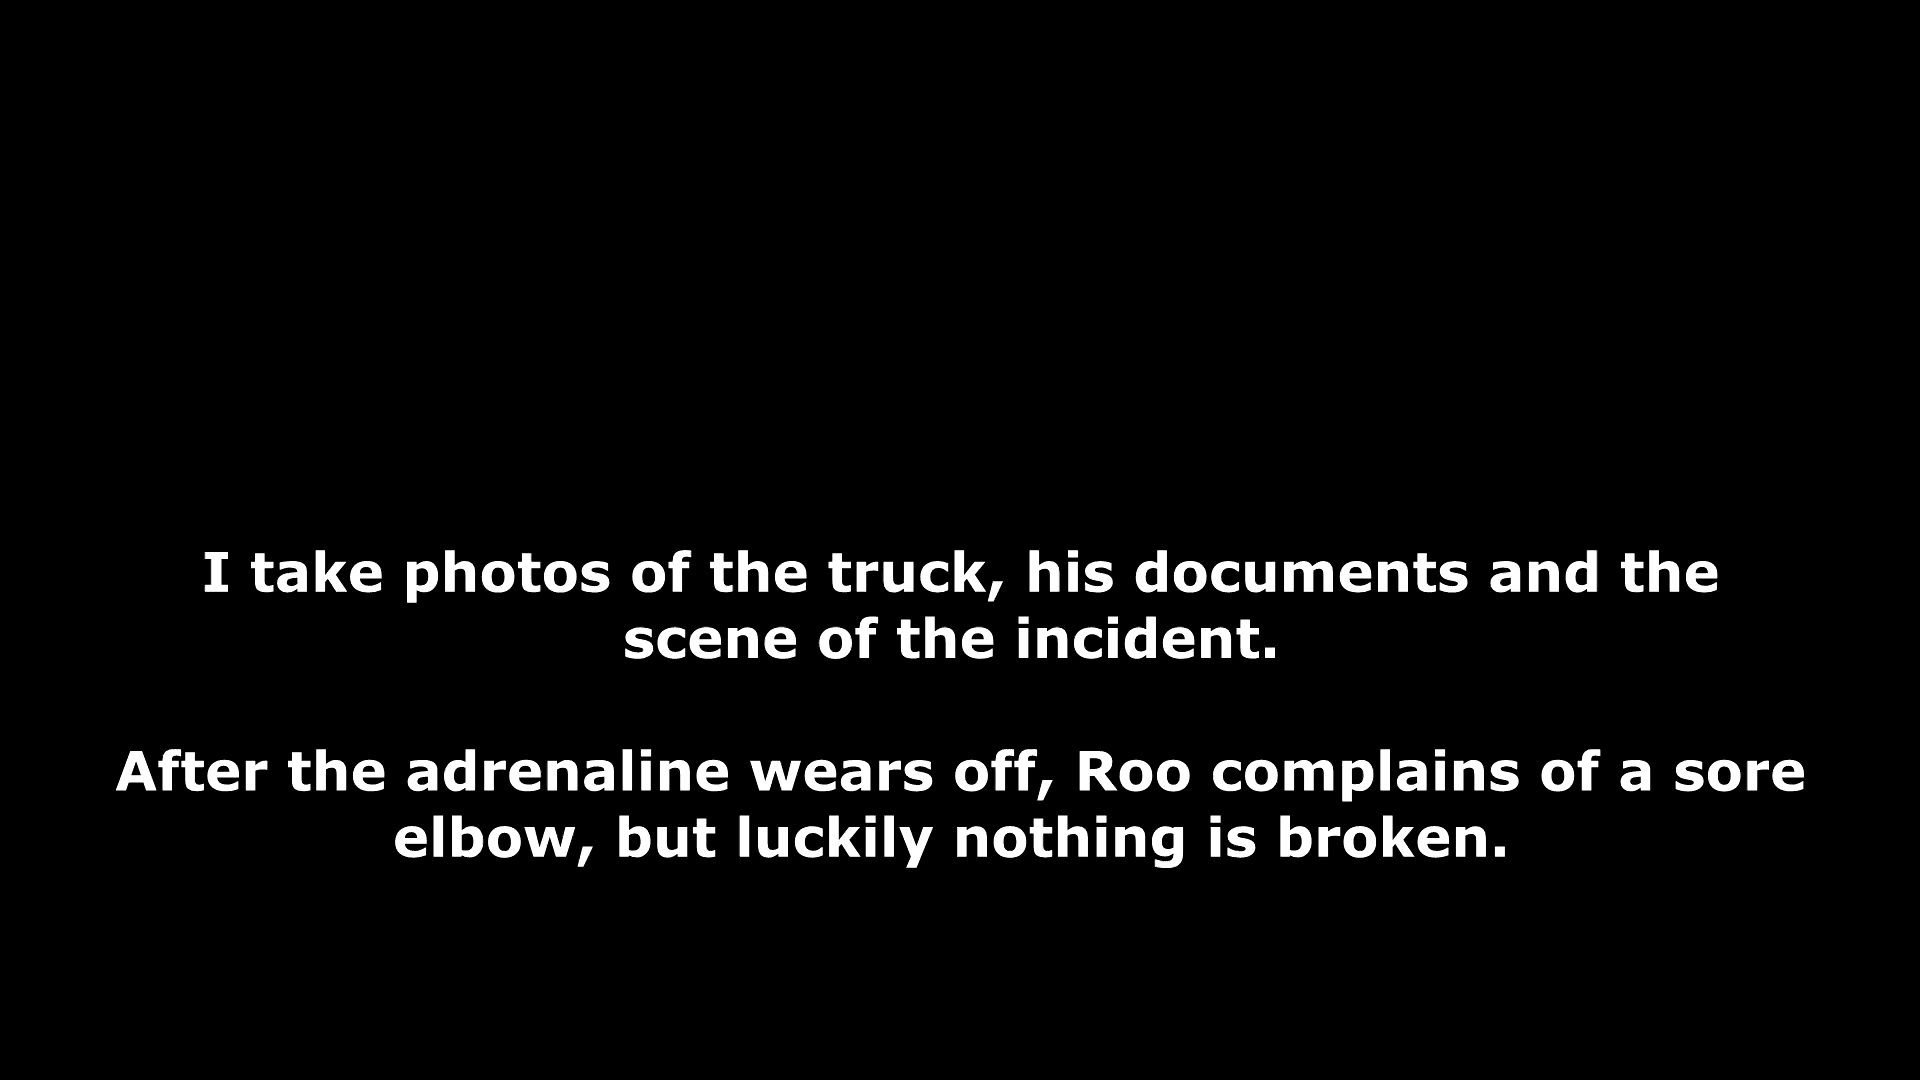 I take photos of the truck, his documents and the
scene of the incident.
After the adrenaline wears off, Roo complains of a sore
elbow, but luckily nothing is broken.